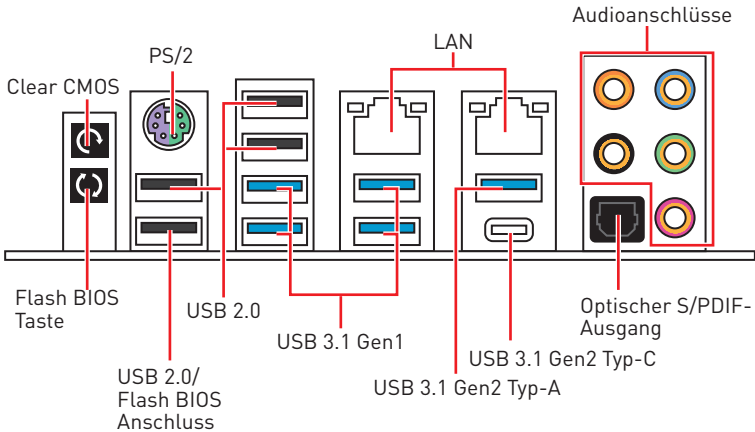 Audioanschlüsse
LAN
PS/2
Clear CMOS
Flash BIOS
Taste
USB 2.0
USB 3.1 Gen1
Optischer S/PDIF-
Ausgang
USB 3.1 Gen2 Typ-C
USB 3.1 Gen2 Typ-A
USB 2.0/
Flash BIOS
Anschluss